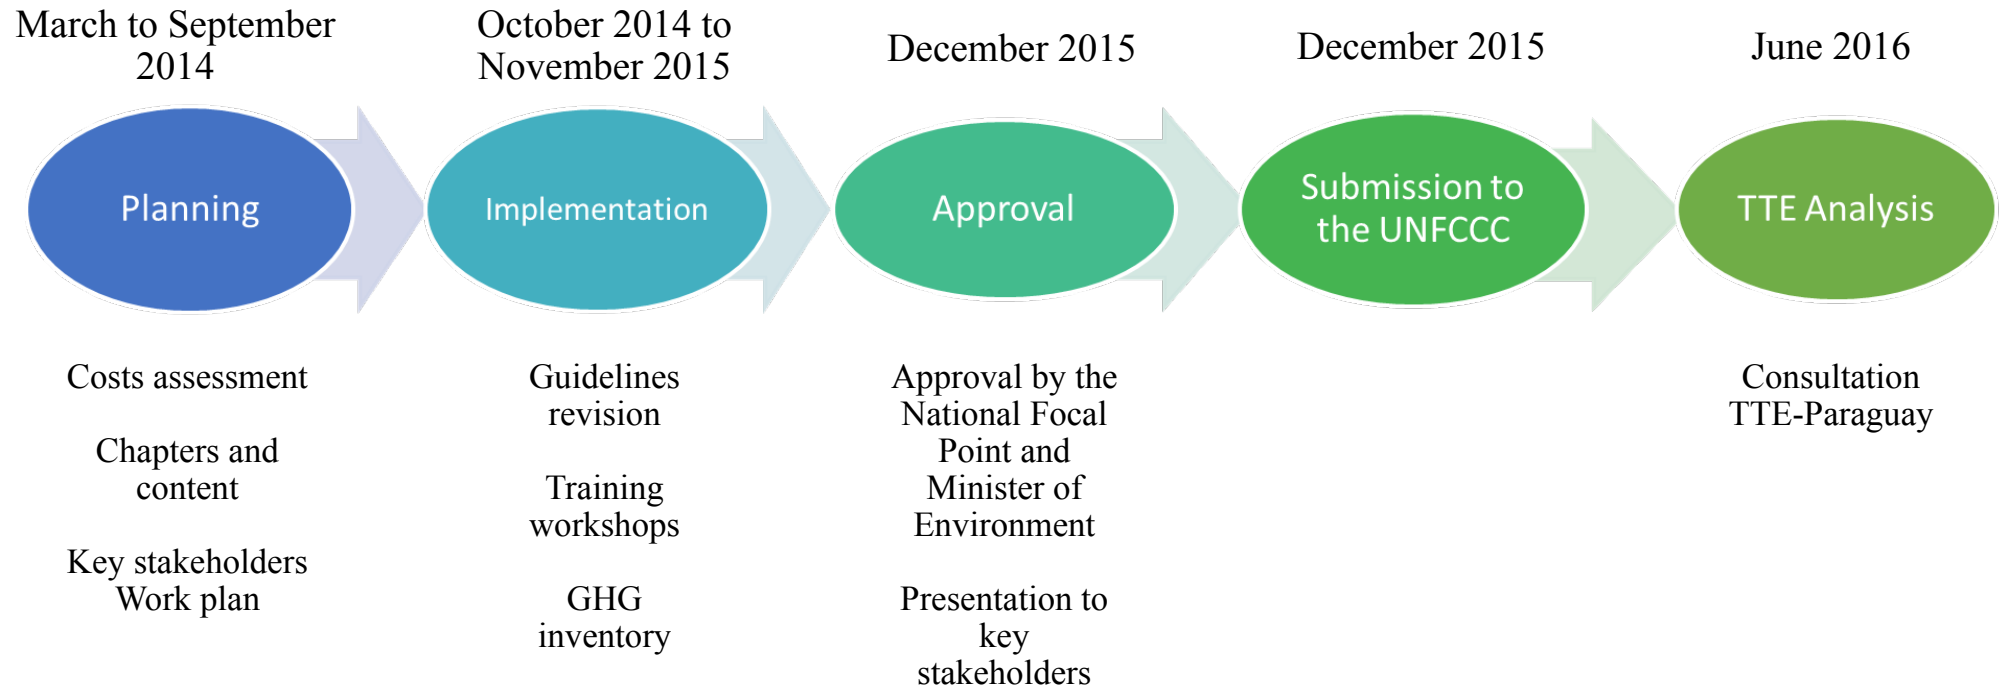 March to September
2014
October 2014 to
November 2015
December 2015
December 2015
June 2016
Planning
Implementation
Approval
Submission to
the UNFCCC
TTE Analysis
Costs assessment
Chapters and
content
Key stakeholders
Work plan
Guidelines
revision
Training
workshops
GHG
inventory
Approval by the
National Focal
Point and
Minister of
Environment
Presentation to
key
stakeholders
Consultation
TTE-Paraguay